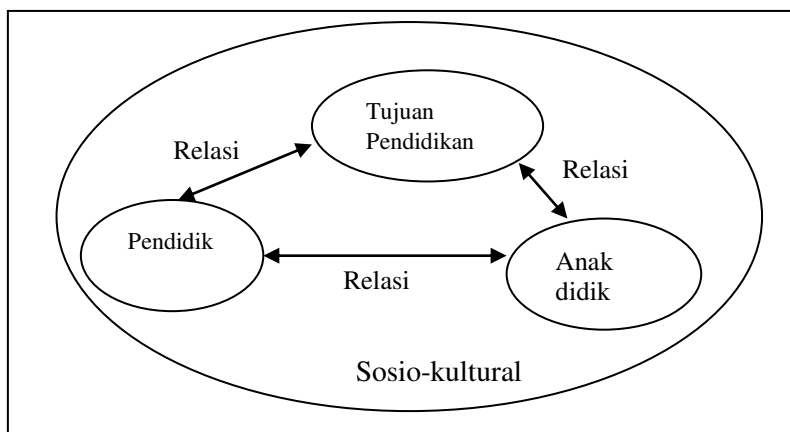 Tujuan
Pendidikan
Relasi
Relasi
Pendidik
Anak
didik
Relasi
Sosio-kultural